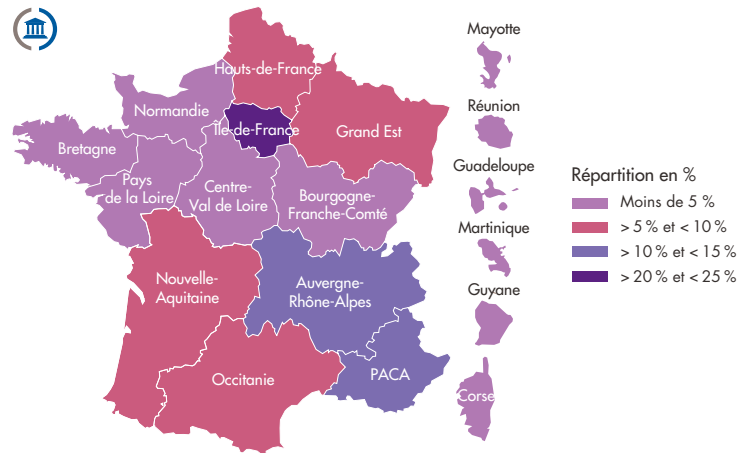 Mayotte
Hauts-de-France
Normandie
Réunion
Île-de-France
Grand Est
Bretagne
Guadeloupe
Pays
de la Loire
Centre-
Val de Loire
Bourgogne-
Franche-Comté
Répartition en %
Moins de 5 %
> 5 % et < 10 %
> 10 % et < 15 %
> 20 % et < 25 %
Martinique
Nouvelle-
Aquitaine
Auvergne-
Rhône-Alpes
Guyane
Occitanie
PACA
Corse